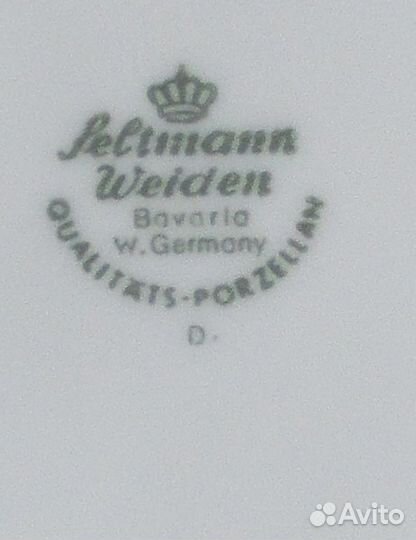 Seltmann
Weiden
Bavaria
W. Germany
QUALITÄTS-PORZELLAN
D.
Avito